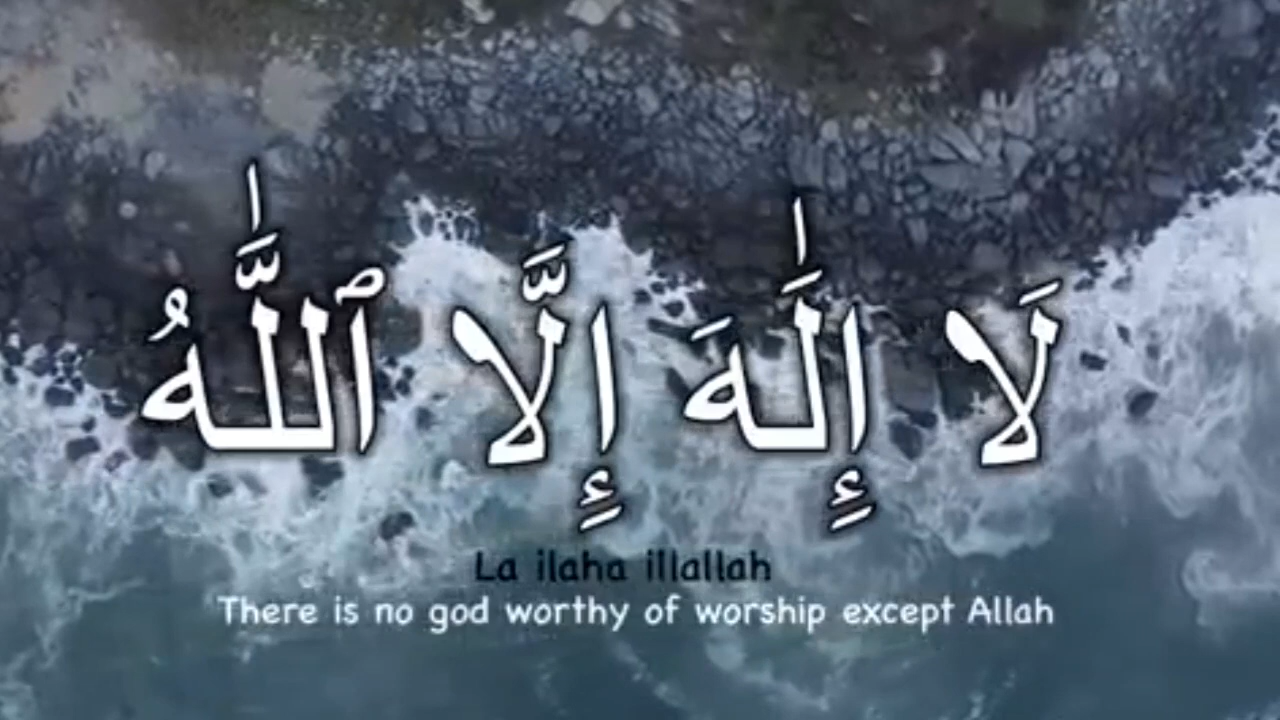 لَا إِلَٰهَ إِلَّا ٱللَّٰهُ
La ilaha illallah
There is no god worthy of worship except Allah